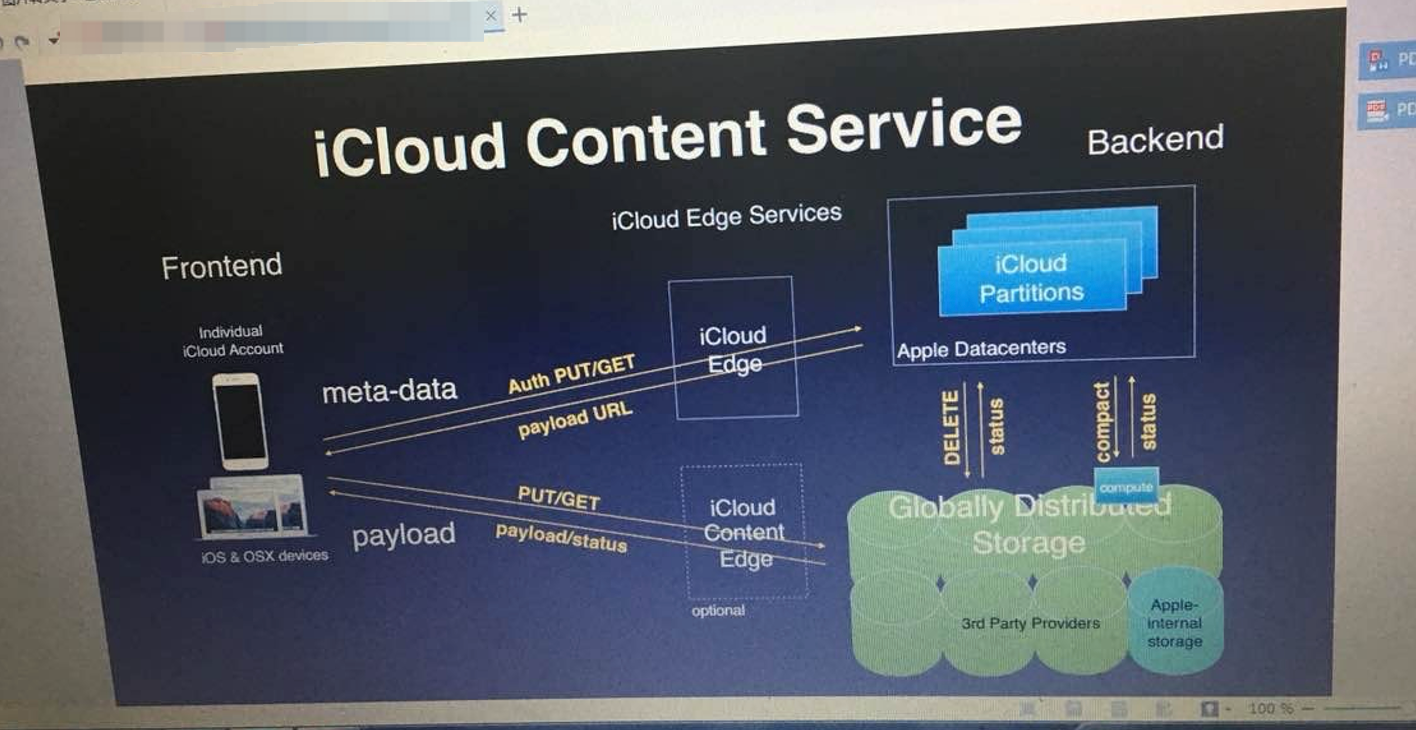 iCloud Content Service
Backend
iCloud Edge Services
Frontend
iCloud
Partitions
Individual
iCloud Account
iCloud
Edge
Apple Datacenters
meta-data
Auth PUT/GET
payload URL
DELETE
status
compact
status
compute
PUT/GET
payload
payload/status
iCloud
Content
Edge
optional
iOS & OSX devices
Globally Distributed
Storage
3rd Party Providers
Apple-
internal
storage
100 %